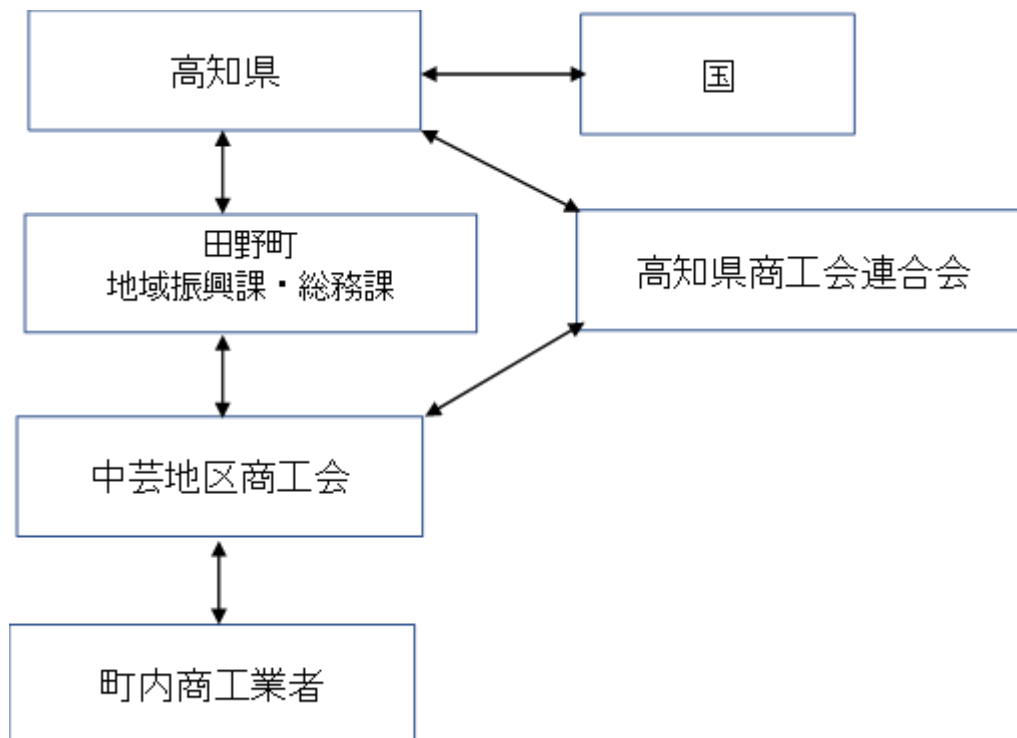 高知県
国
田野町
地域振興課・総務課
高知県商工会連合会
中芸地区商工会
町内商工業者